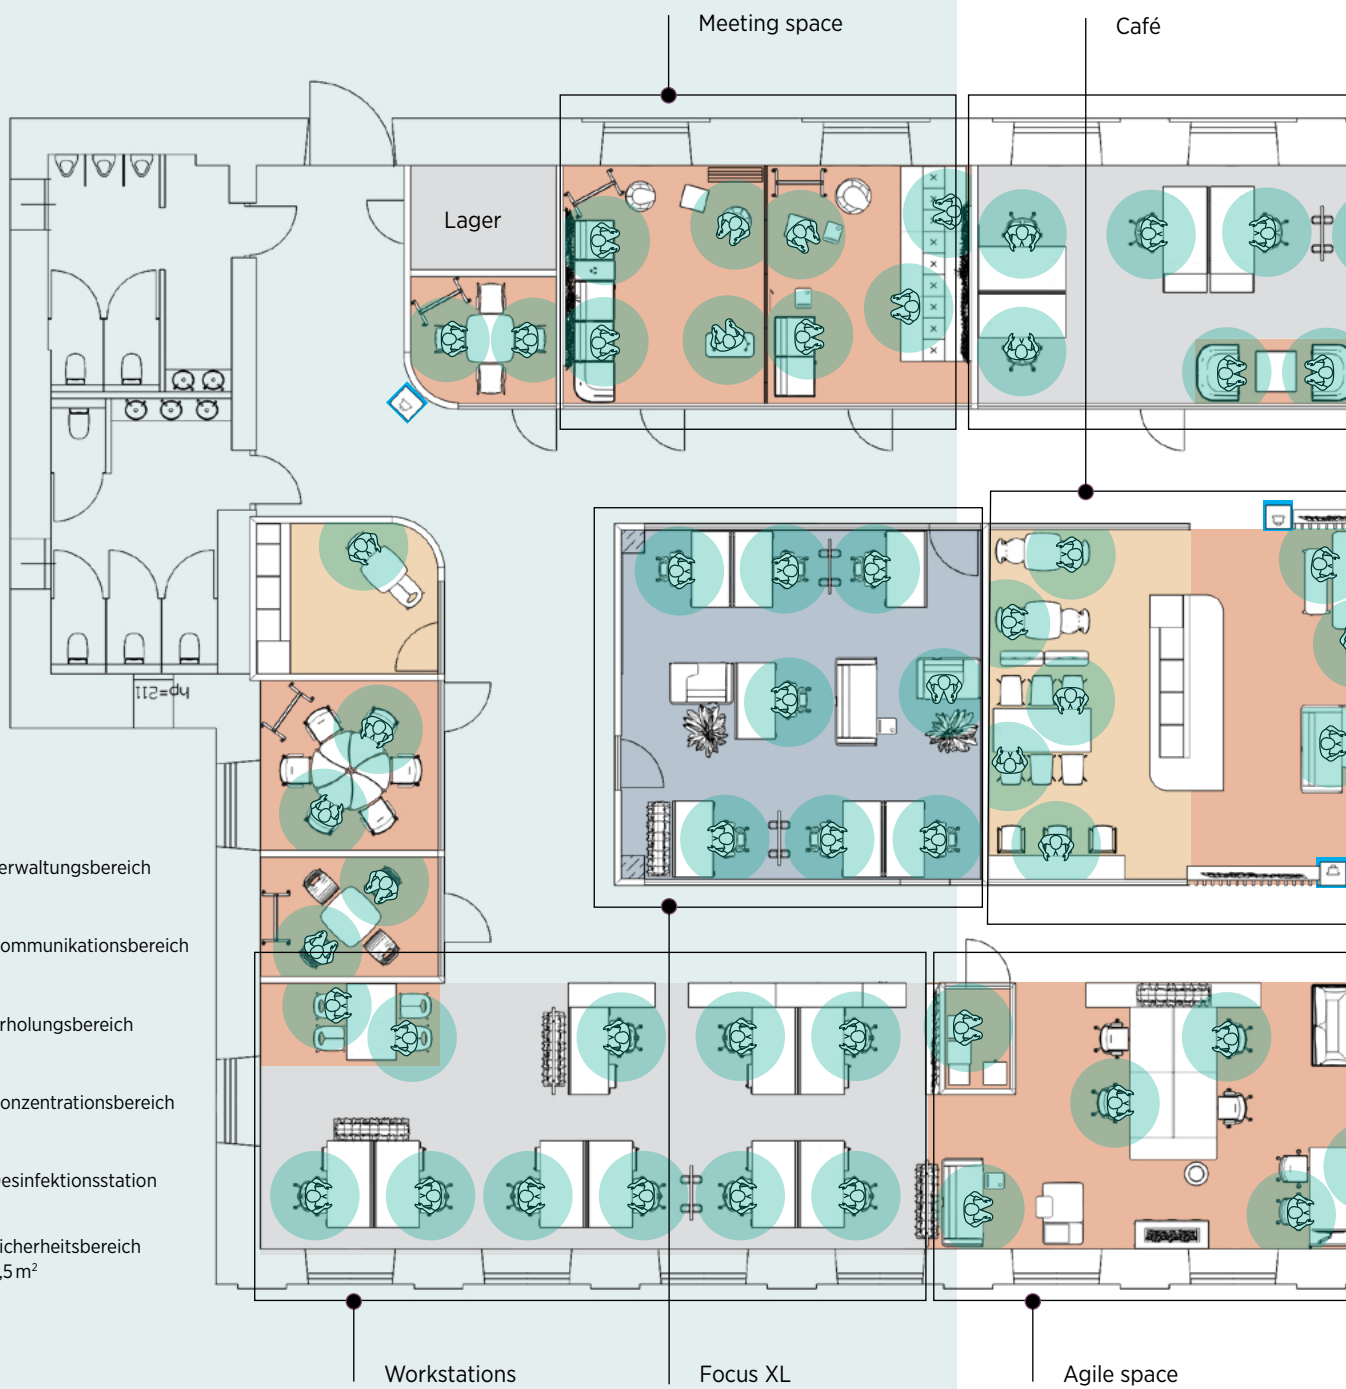 Meeting space
Café
Lager
hp=211
erwaltungsbereich
ommunikationsbereich
rholungsbereich
onzentrationsbereich
esinfektionsstation
icherheitsbereich
,5 m²
Workstations
Focus XL
Agile space